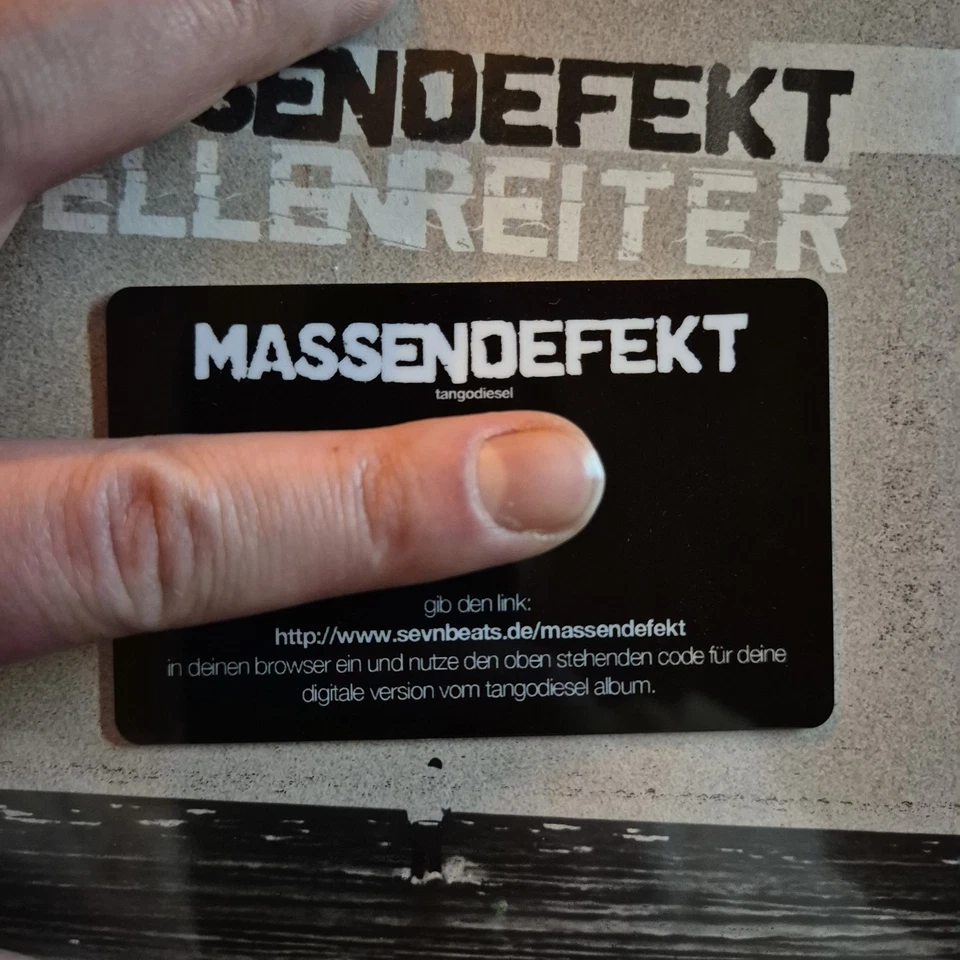 SENDEFEKT
ELLENREITER
MASSENDEFEKT
tangodiesel
gib den link:
http://www.sevnbeats.de/massendefekt
in deinen browser ein und nutze den oben stehenden code für deine
digitale version vom tangodiesel album.